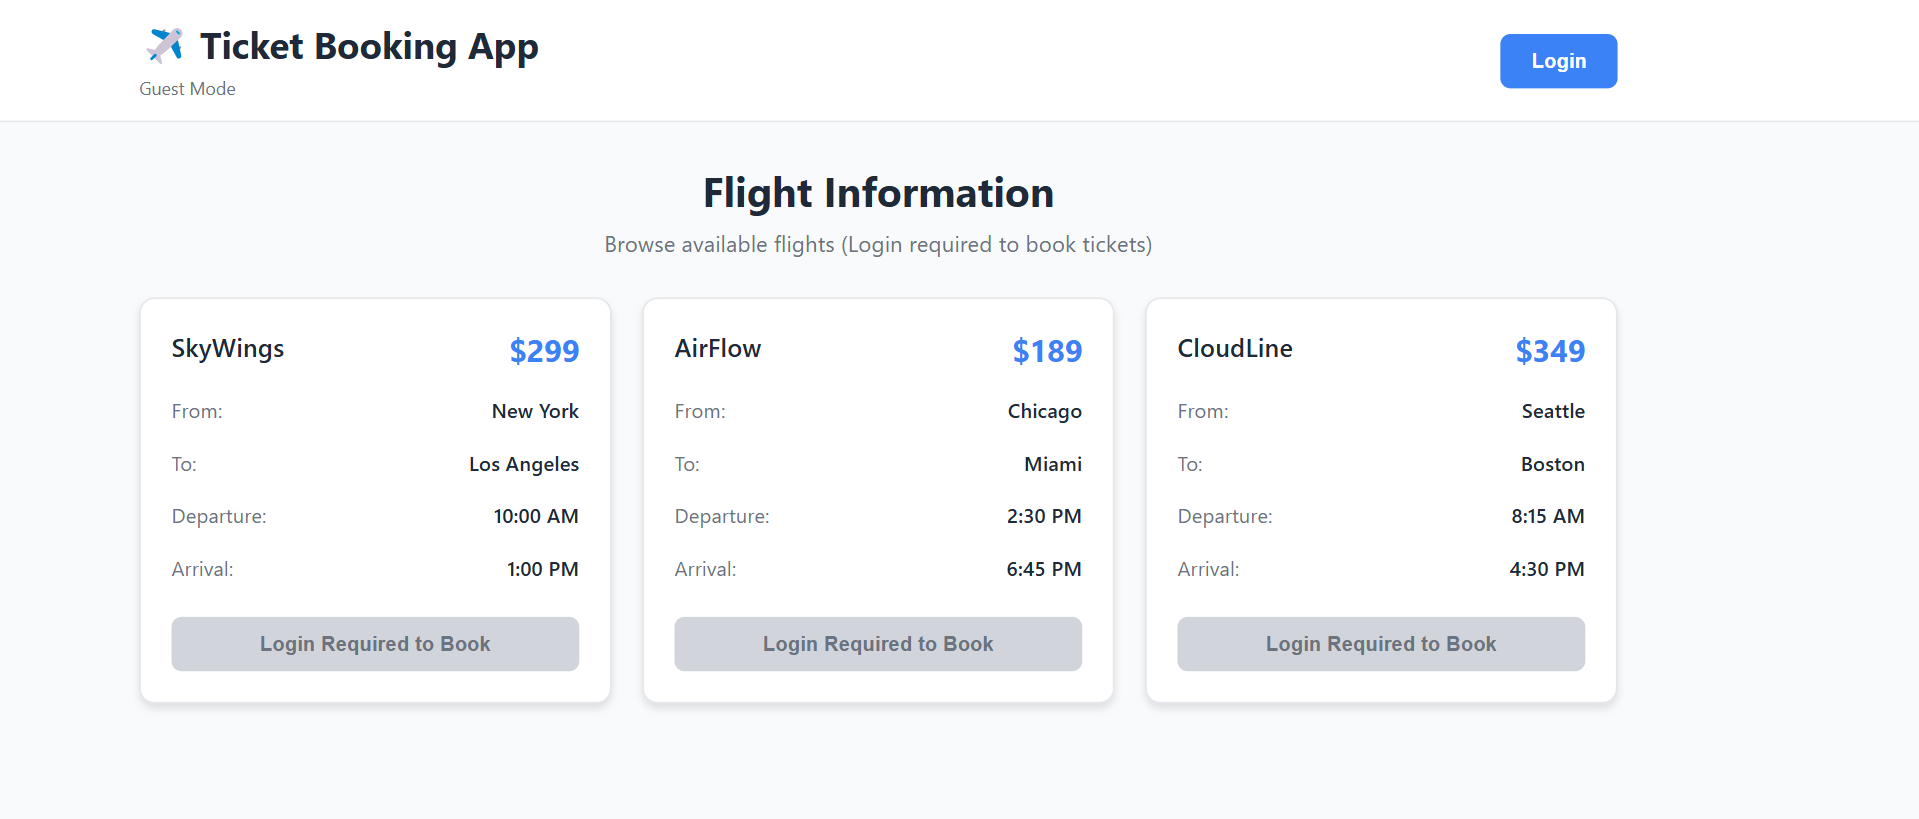 Ticket Booking App
Guest Mode
Login
Flight Information
Browse available flights (Login required to book tickets)
SkyWings $299
From: New York
To: Los Angeles
Departure: 10:00 AM
Arrival: 1:00 PM
Login Required to Book
AirFlow $189
From: Chicago
To: Miami
Departure: 2:30 PM
Arrival: 6:45 PM
Login Required to Book
CloudLine $349
From: Seattle
To: Boston
Departure: 8:15 AM
Arrival: 4:30 PM
Login Required to Book